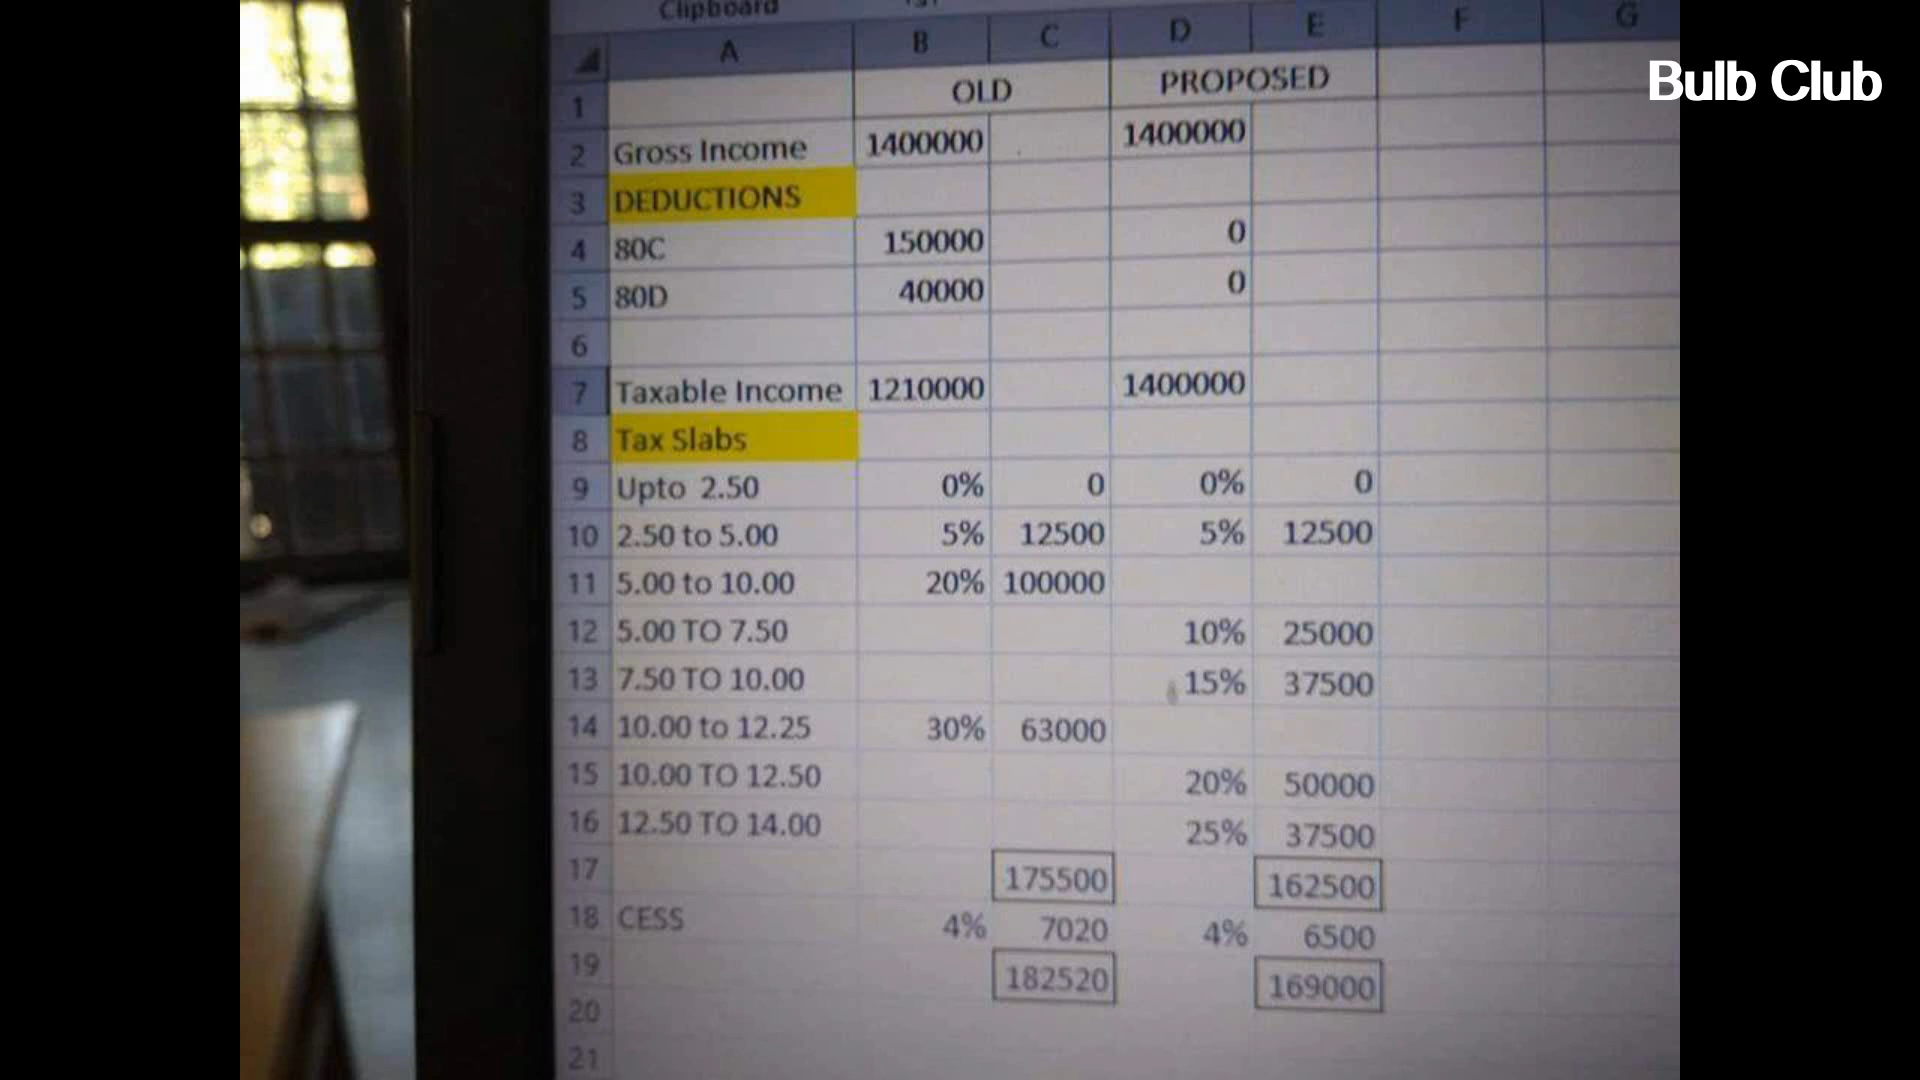 Clipboard
Bulb Club
A B C D E F G
1 OLD PROPOSED
2 Gross Income 1400000 1400000
3 DEDUCTIONS
4 80C 150000 0
5 80D 40000 0
6
7 Taxable Income 1210000 1400000
8 Tax Slabs
9 Upto 2.50 0% 0 0% 0
10 2.50 to 5.00 5% 12500 5% 12500
11 5.00 to 10.00 20% 100000
12 5.00 TO 7.50 10% 25000
13 7.50 TO 10.00 15% 37500
14 10.00 to 12.25 30% 63000
15 10.00 TO 12.50 20% 50000
16 12.50 TO 14.00 25% 37500
17 175500 162500
18 CESS 4% 7020 4% 6500
19 182520 169000
20
21